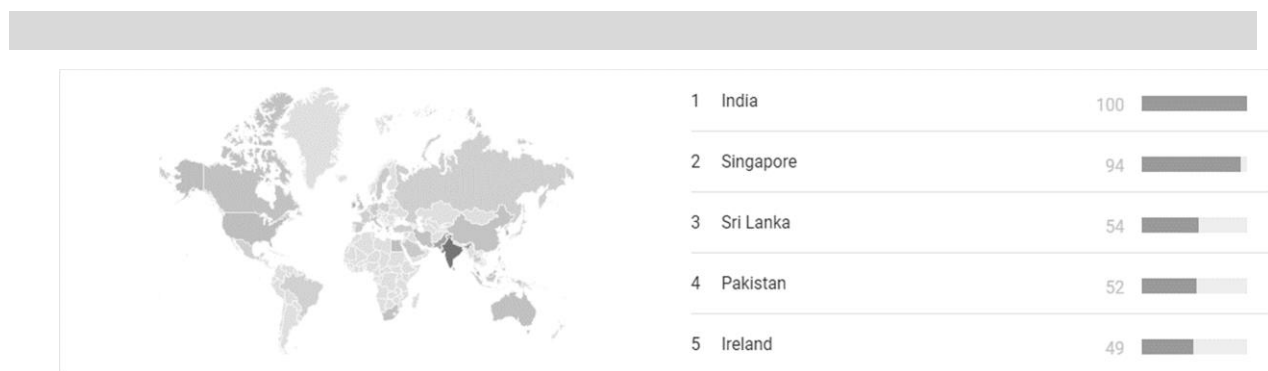 1 India 100
2 Singapore 94
3 Sri Lanka 54
4 Pakistan 52
5 Ireland 49